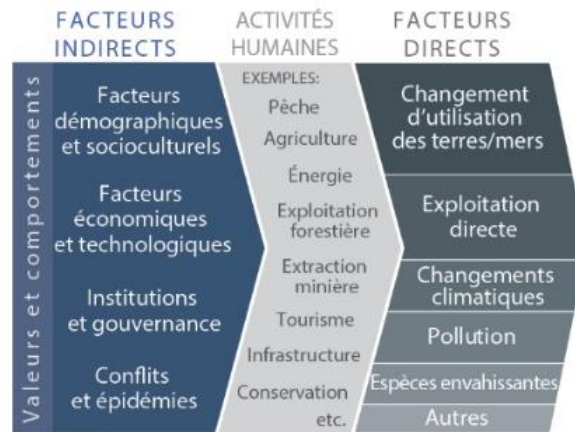 FACTEURS
INDIRECTS
Valeurs et comportements
Facteurs
démographiques
et socioculturels
Facteurs
économiques
et technologiques
Institutions
et gouvernance
Conflits
et épidémies
ACTIVITÉS
HUMAINES
EXEMPLES:
Pêche
Agriculture
Énergie
Exploitation
forestière
Extraction
minière
Tourisme
Infrastructure
Conservation
etc.
FACTEURS
DIRECTS
Changement
d'utilisation
des terres/mers
Exploitation
directe
Changements
climatiques
Pollution
Espèces envahissantes
Autres